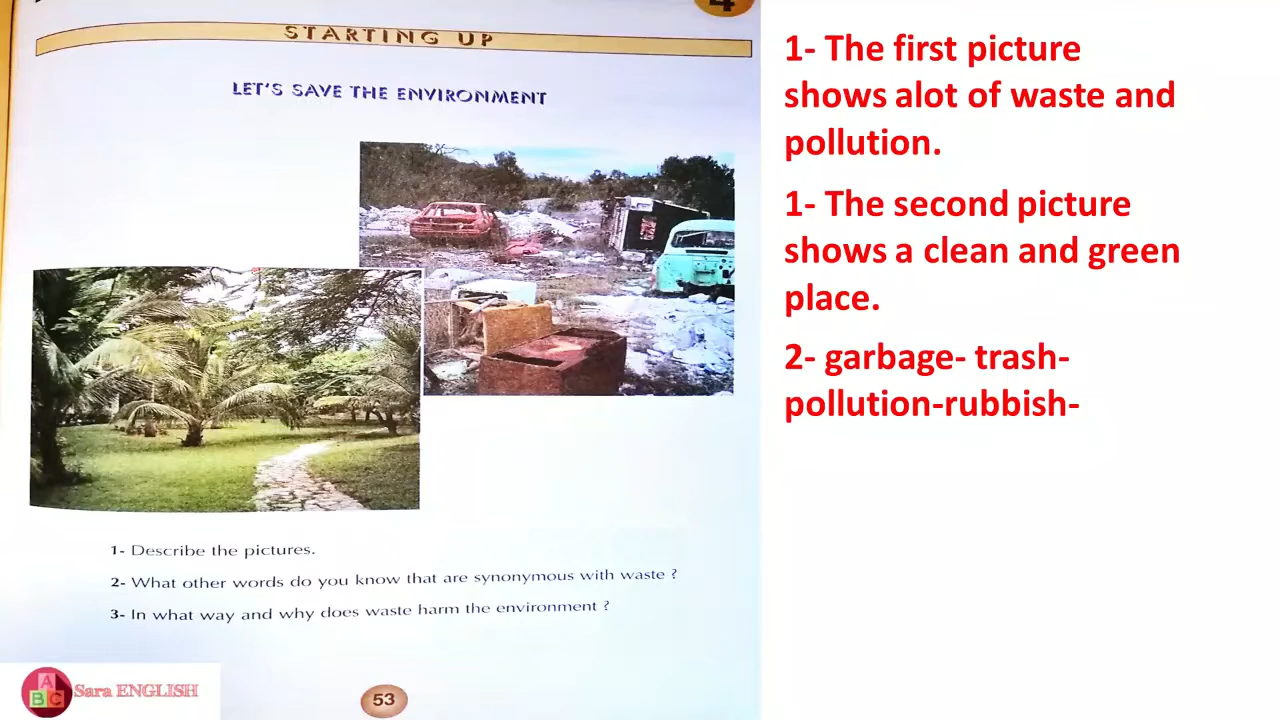 STARTING UP
LET'S SAVE THE ENVIRONMENT
1- Describe the pictures.
2- What other words do you know that are synonymous with waste ?
3- In what way and why does waste harm the environment ?
53
ABC
Sara ENGLISH
1- The first picture
shows alot of waste and
pollution.
1- The second picture
shows a clean and green
place.
2- garbage- trash-
pollution-rubbish-